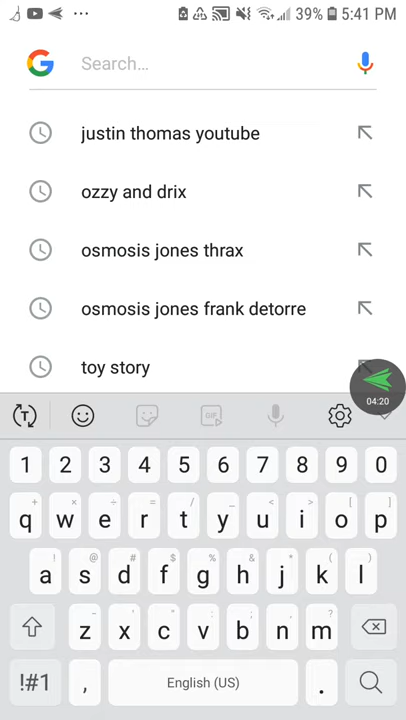 39% 5:41 PM
G Search...
justin thomas youtube
ozzy and drix
osmosis jones thrax
osmosis jones frank detorre
toy story
04:20
T GIF
1 2 3 4 5 6 7 8 9 0
+ × ÷ = / _ < > [ ]
q w e r t y u i o p
! @ # $ % ^ & * ( )
a s d f g h j k l
- ' " : ; , ?
z x c v b n m
!#1 , English (US) .